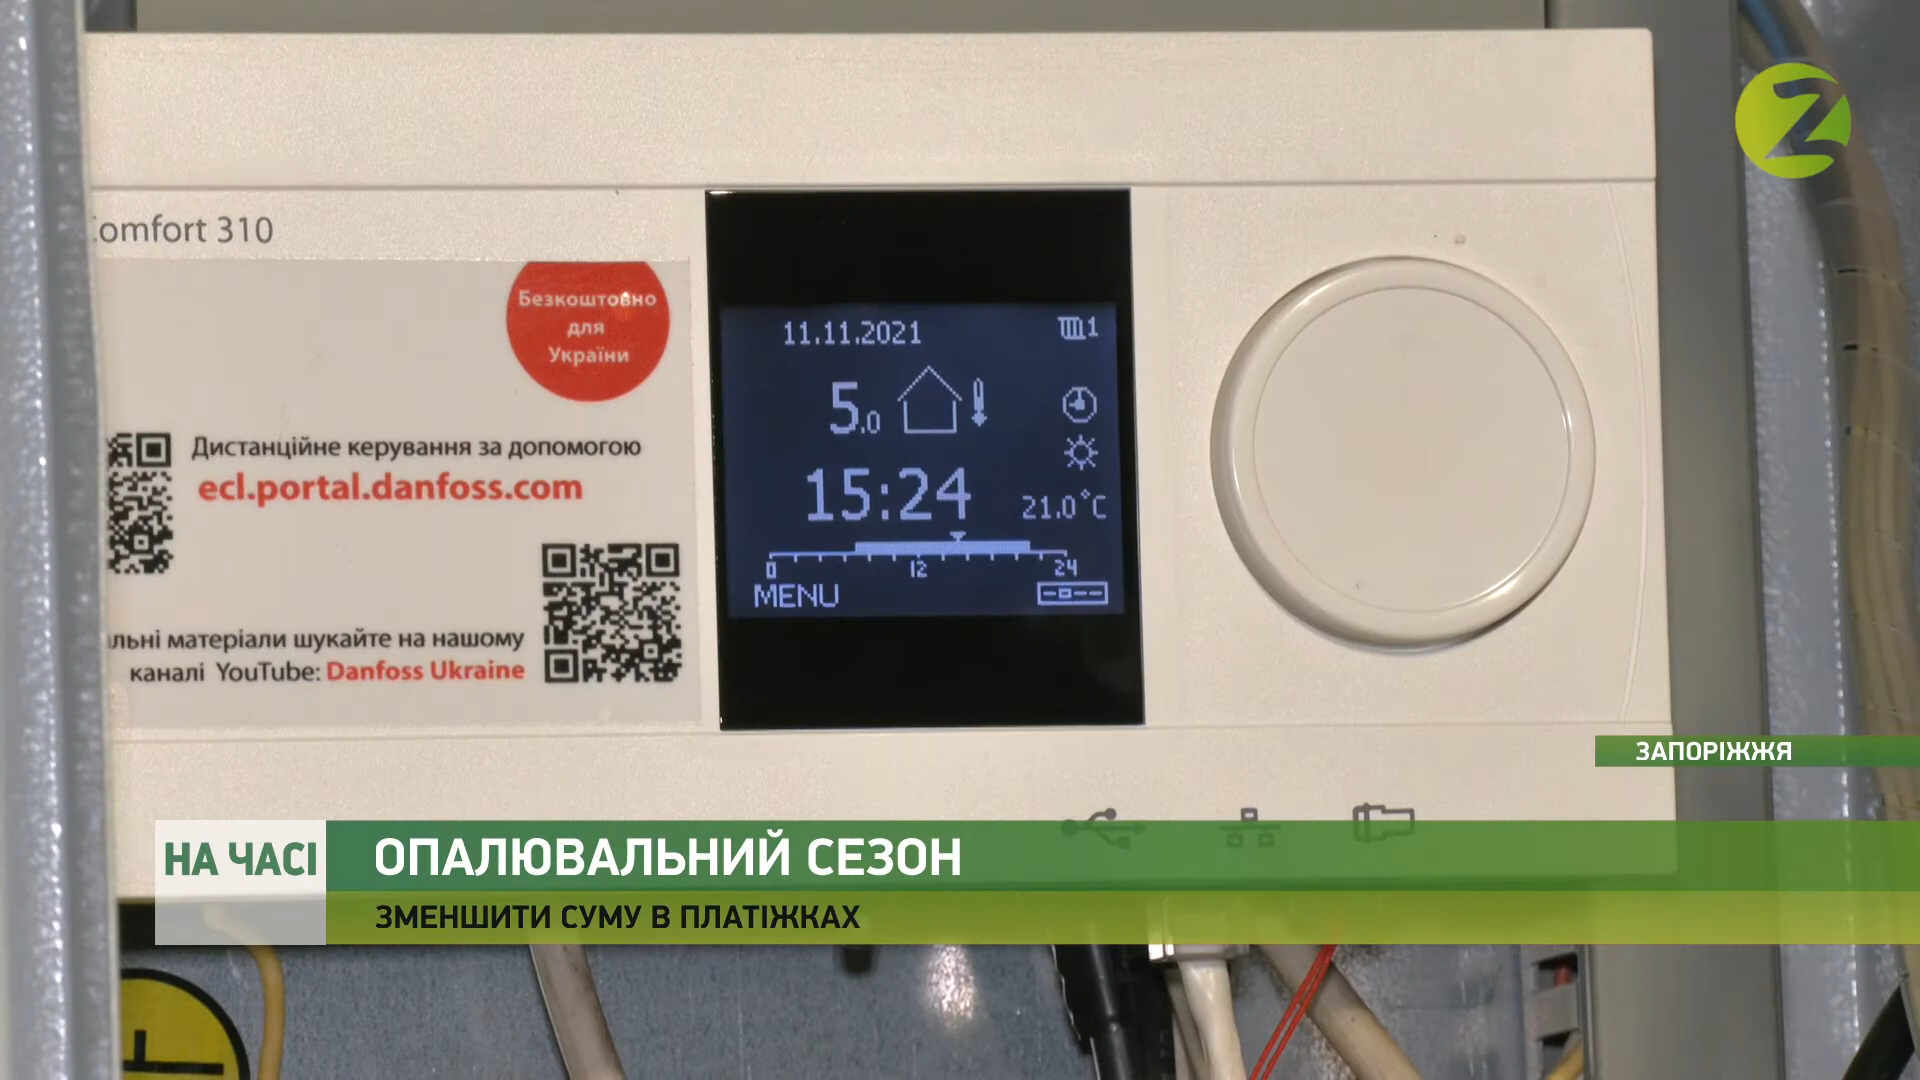 omfort 310
Безкоштовно
для
України
Дистанційне керування за допомогою
ecl.portal.danfoss.com
льні матеріали шукайте на нашому
каналі YouTube: Danfoss Ukraine
11.11.2021
1
5.0
15:24
21.0°C
0 12 24
MENU
Z
ЗАПОРІЖЖЯ
НА ЧАСІ
ОПАЛЮВАЛЬНИЙ СЕЗОН
ЗМЕНШИТИ СУМУ В ПЛАТІЖКАХ